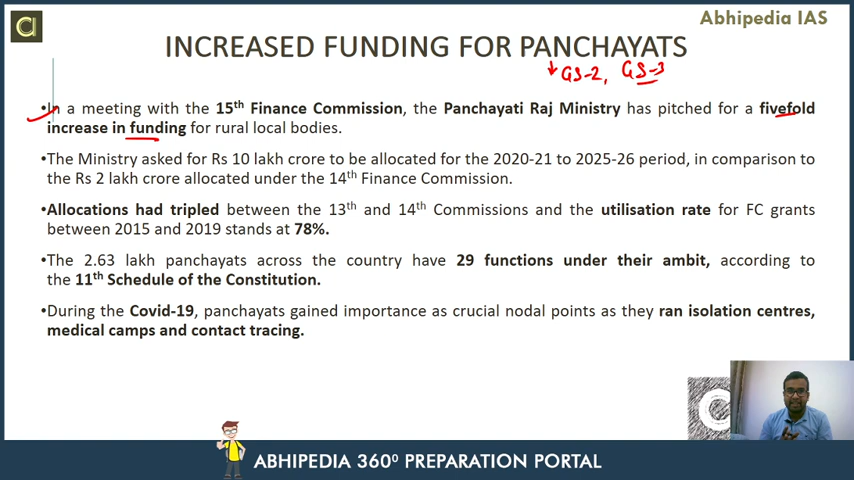 Abhipedia IAS
INCREASED FUNDING FOR PANCHAYATS
↓ GS-2, GS-3
•In a meeting with the 15th Finance Commission, the Panchayati Raj Ministry has pitched for a fivefold
increase in funding for rural local bodies.
•The Ministry asked for Rs 10 lakh crore to be allocated for the 2020-21 to 2025-26 period, in comparison to
the Rs 2 lakh crore allocated under the 14th Finance Commission.
•Allocations had tripled between the 13th and 14th Commissions and the utilisation rate for FC grants
between 2015 and 2019 stands at 78%.
•The 2.63 lakh panchayats across the country have 29 functions under their ambit, according to
the 11th Schedule of the Constitution.
•During the Covid-19, panchayats gained importance as crucial nodal points as they ran isolation centres,
medical camps and contact tracing.
ABHIPEDIA 360⁰ PREPARATION PORTAL